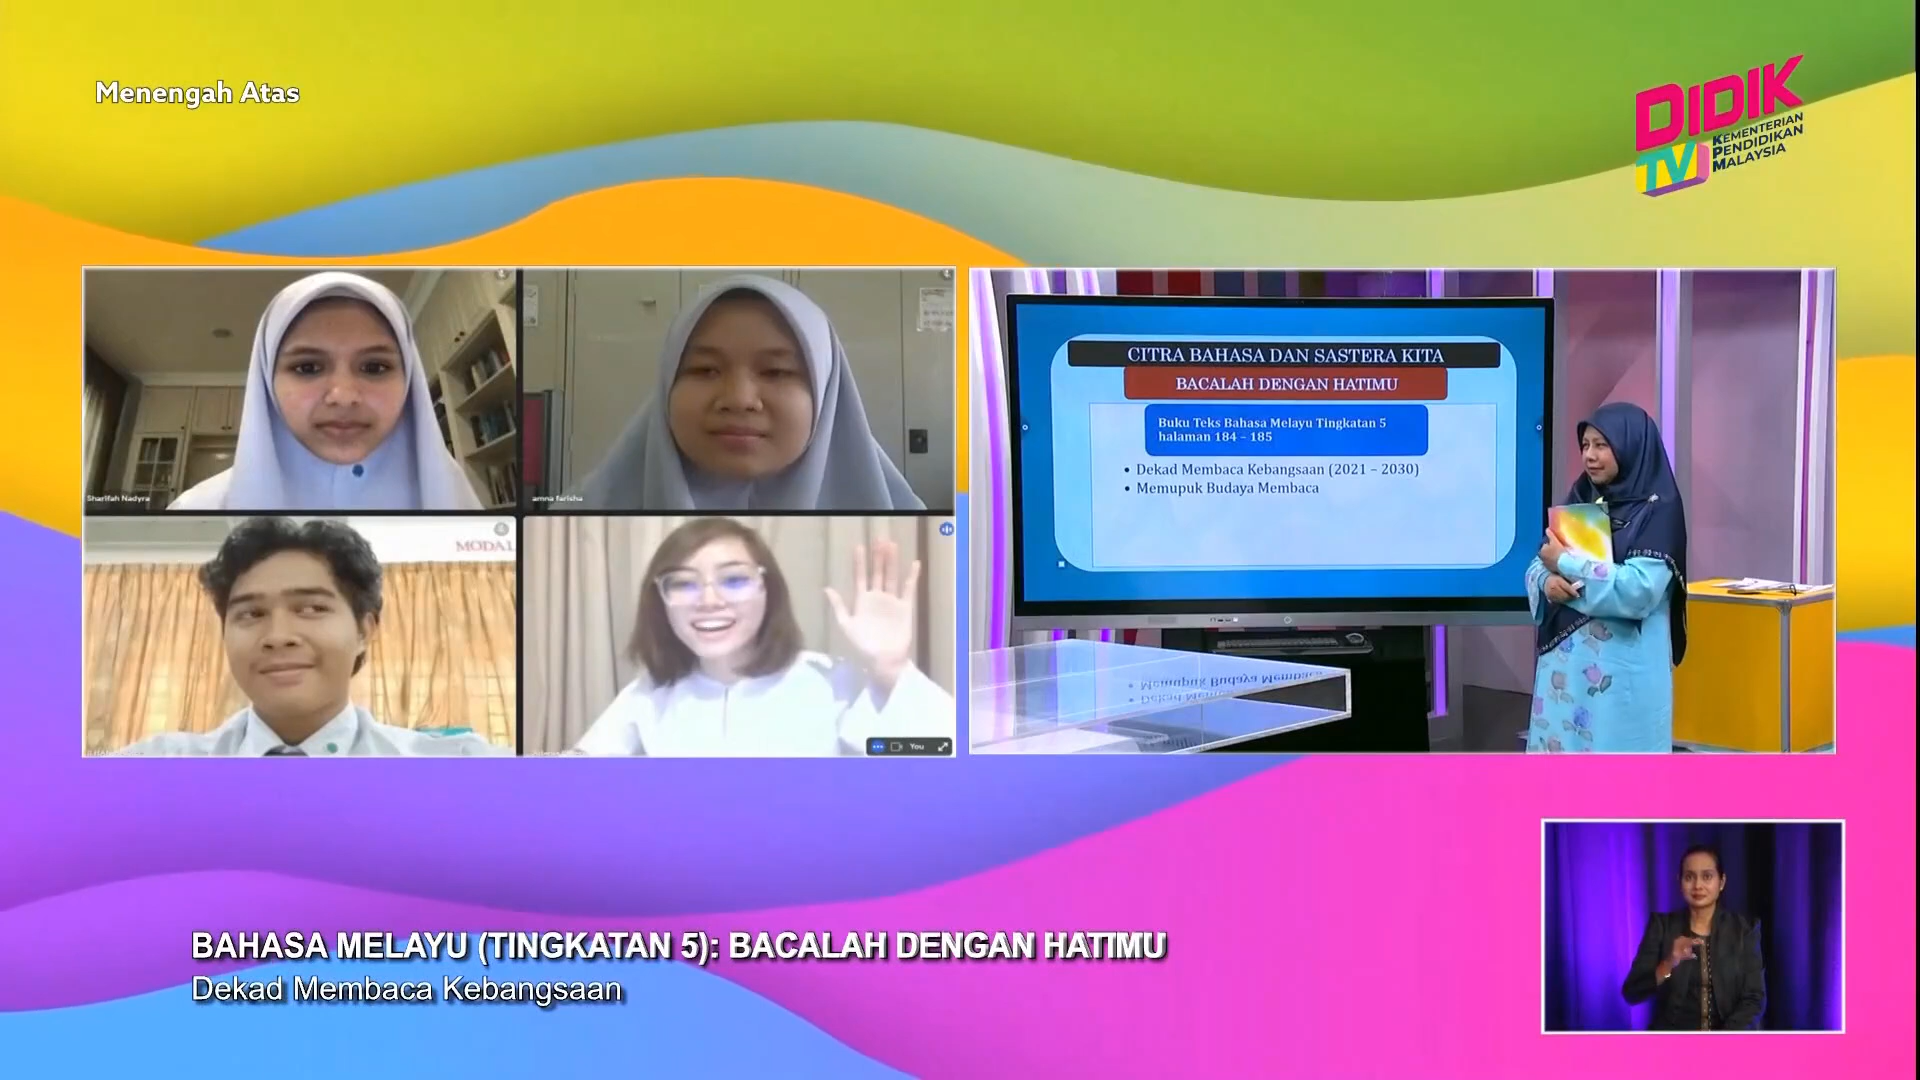 Menengah Atas
DIDIK
TV
KEMENTERIAN
PENDIDIKAN
MALAYSIA
Sharifah Nadyra
amna farisha
MODAL
You
CITRA BAHASA DAN SASTERA KITA
BACALAH DENGAN HATIMU
Buku Teks Bahasa Melayu Tingkatan 5
halaman 184 – 185
• Dekad Membaca Kebangsaan (2021 – 2030)
• Memupuk Budaya Membaca
BAHASA MELAYU (TINGKATAN 5): BACALAH DENGAN HATIMU
Dekad Membaca Kebangsaan